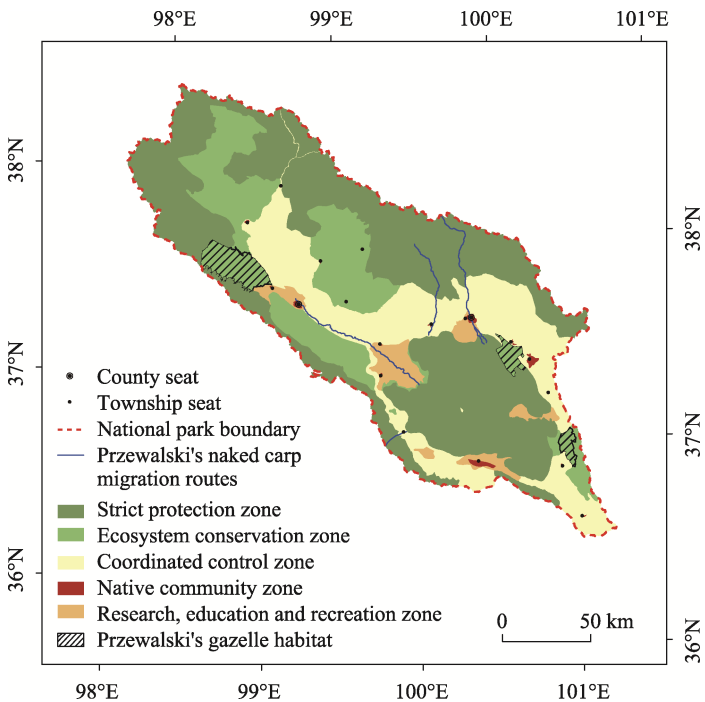 98°E 99°E 100°E 101°E
38°N
38°N
37°N
37°N
36°N
36°N
County seat
Township seat
National park boundary
Przewalski's naked carp
migration routes
Strict protection zone
Ecosystem conservation zone
Coordinated control zone
Native community zone
Research, education and recreation zone
Przewalski's gazelle habitat
0 50 km
98°E 99°E 100°E 101°E